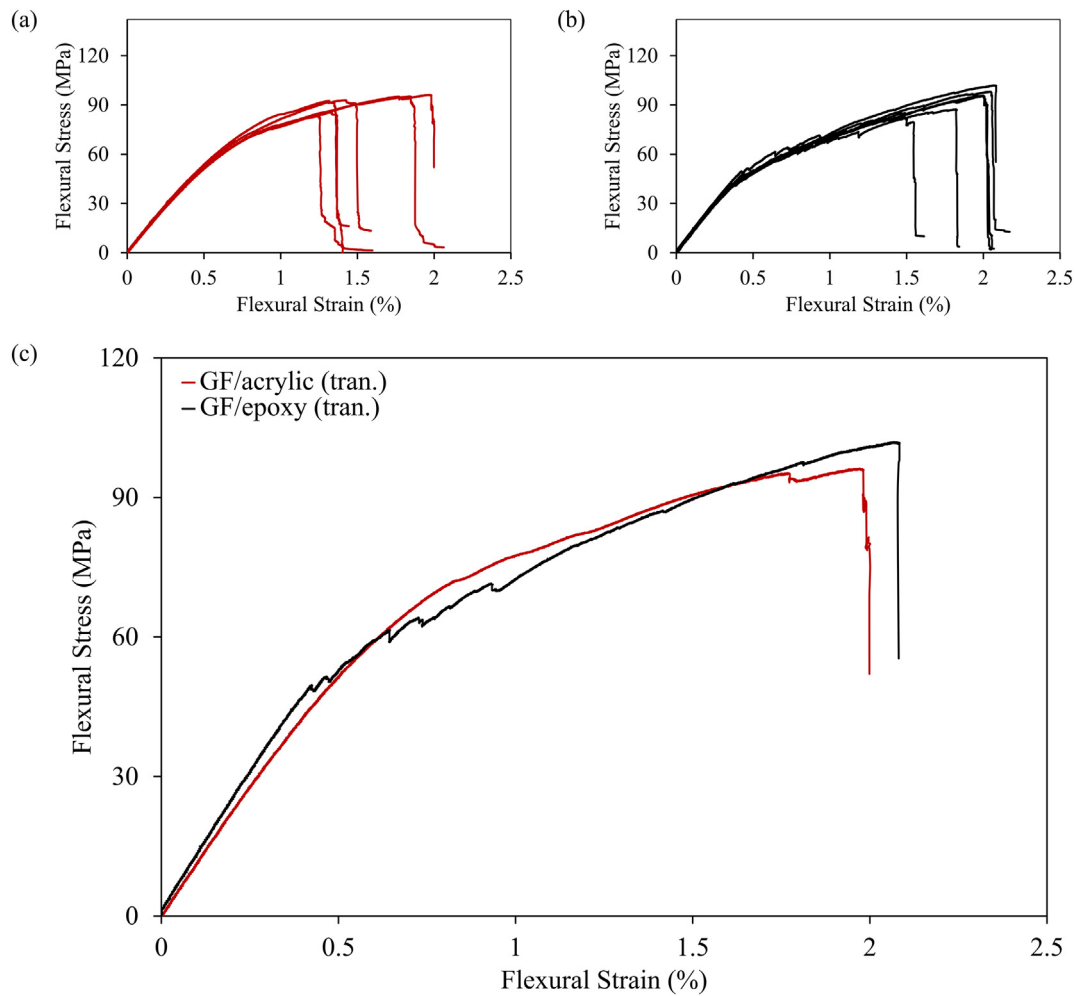 (a)
Flexural Stress (MPa)
120
90
60
30
0
0 0.5 1 1.5 2 2.5
Flexural Strain (%)
(b)
Flexural Stress (MPa)
120
90
60
30
0
0 0.5 1 1.5 2 2.5
Flexural Strain (%)
(c)
Flexural Stress (MPa)
120
90
60
30
0
GF/acrylic (tran.)
GF/epoxy (tran.)
0 0.5 1 1.5 2 2.5
Flexural Strain (%)